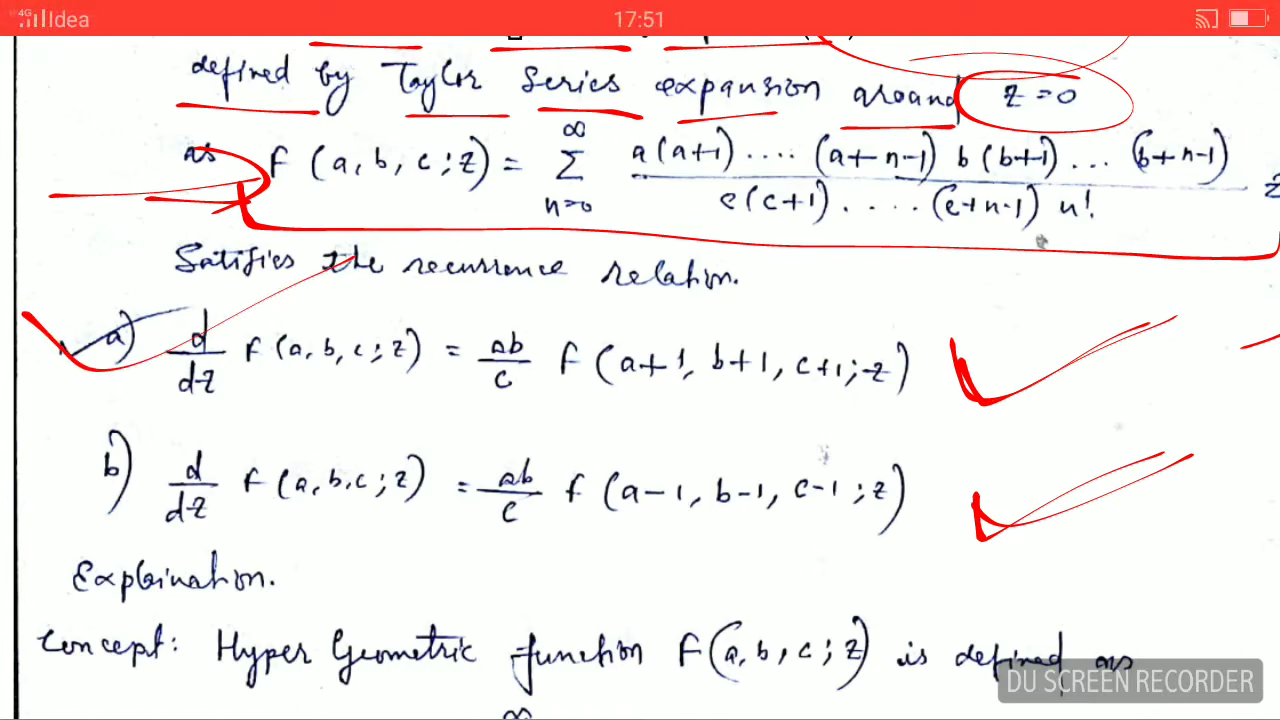 4G Idea 17:51
defined by Taylor Series expansion around z=0
as F (a, b, c ; z) = ∞ Σ n=0 a(a+1) .... (a+n-1) b(b+1) ... (b+n-1) / c(c+1) ..... (c+n-1) n! z
Satifies the recurrence relation.
a) d/dz F(a, b, c ; z) = ab/c F (a+1, b+1, c+1 ; z)
b) d/dz F(a, b, c ; z) = ab/c F (a-1, b-1, c-1 ; z)
Explaination.
Concept: Hyper Geometric function F(a, b, c ; z) is defined as
∞
DU SCREEN RECORDER